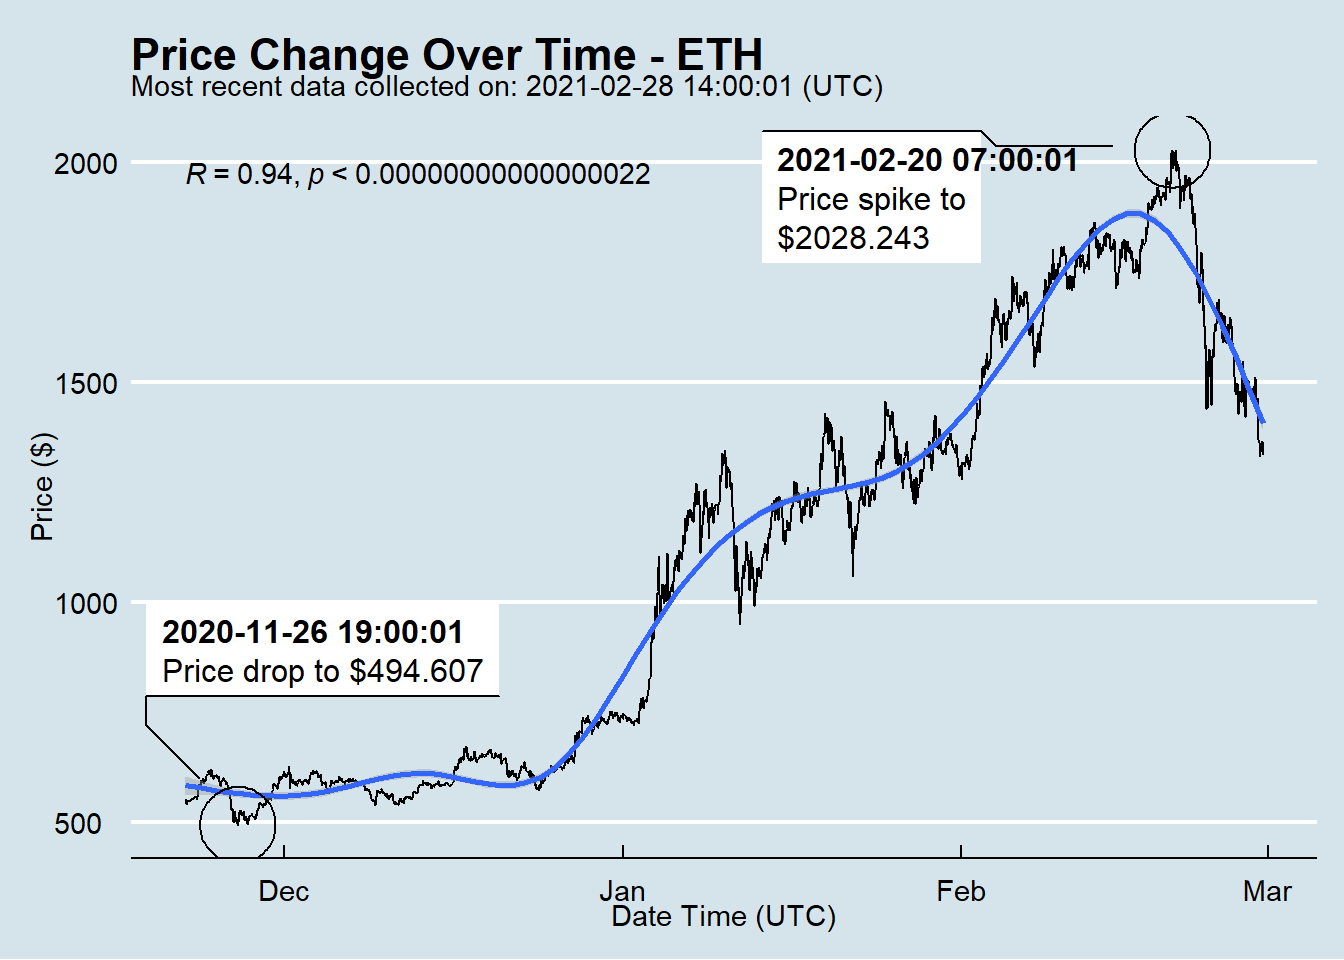 Price Change Over Time - ETH
Most recent data collected on: 2021-02-28 14:00:01 (UTC)
2000
R = 0.94, p < 0.00000000000000022
2021-02-20 07:00:01
Price spike to
$2028.243
1500
Price ($)
1000
2020-11-26 19:00:01
Price drop to $494.607
500
Dec Jan Feb Mar
Date Time (UTC)